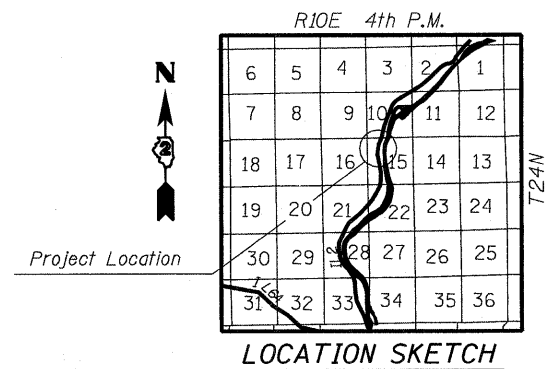 R10E 4th P.M.
N
2
6 5 4 3 2 1
7 8 9 10 11 12
18 17 16 15 14 13
T24N
19 20 21 22 23 24
IL2
Project Location
30 29 28 27 26 25
IL64
31 32 33 34 35 36
LOCATION SKETCH